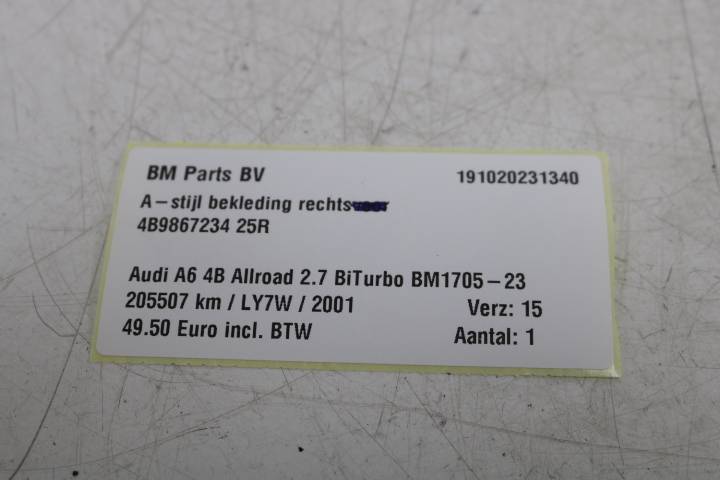 BM Parts BV 191020231340
A-stijl bekleding rechts
4B9867234 25R
Audi A6 4B Allroad 2.7 BiTurbo BM1705-23
205507 km / LY7W / 2001 Verz: 15
49.50 Euro incl. BTW Aantal: 1